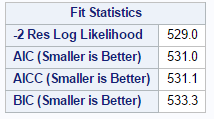 Fit Statistics
-2 Res Log Likelihood 529.0
AIC (Smaller is Better) 531.0
AICC (Smaller is Better) 531.1
BIC (Smaller is Better) 533.3